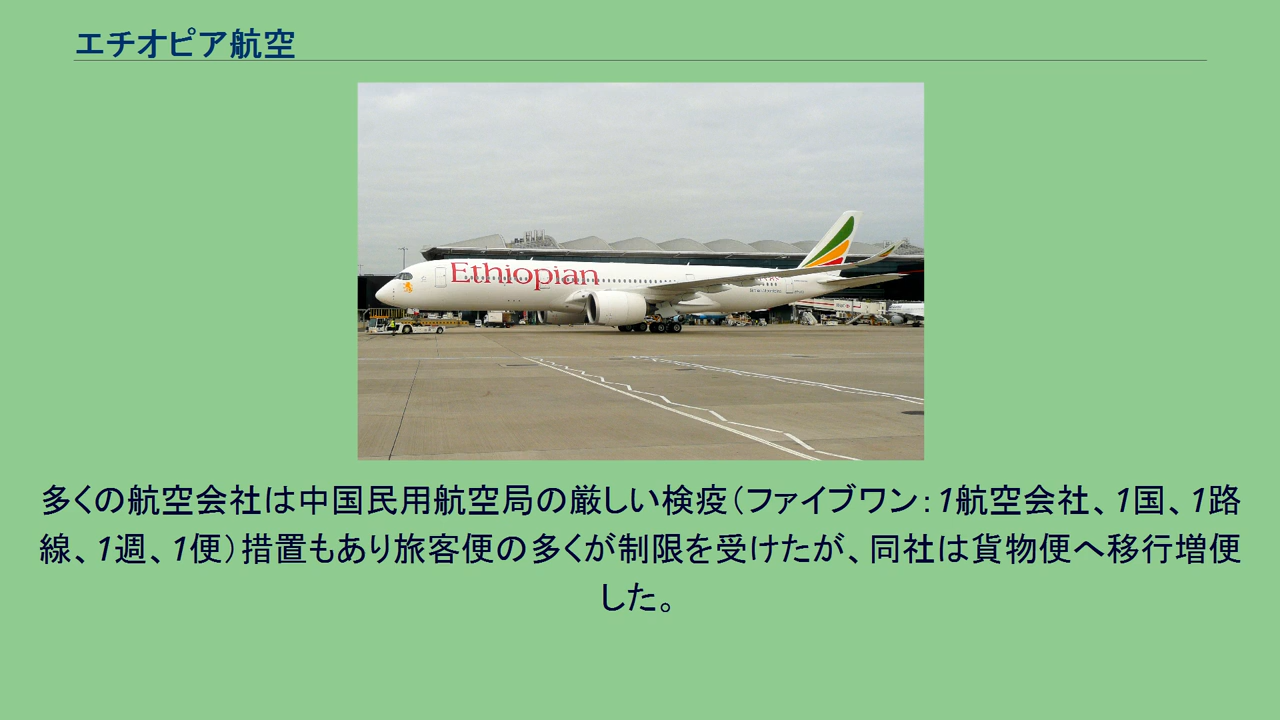 エチオピア航空
Ethiopian
多くの航空会社は中国民用航空局の厳しい検疫（ファイブワン：1航空会社、1国、1路
線、1週、1便）措置もあり旅客便の多くが制限を受けたが、同社は貨物便へ移行増便
した。